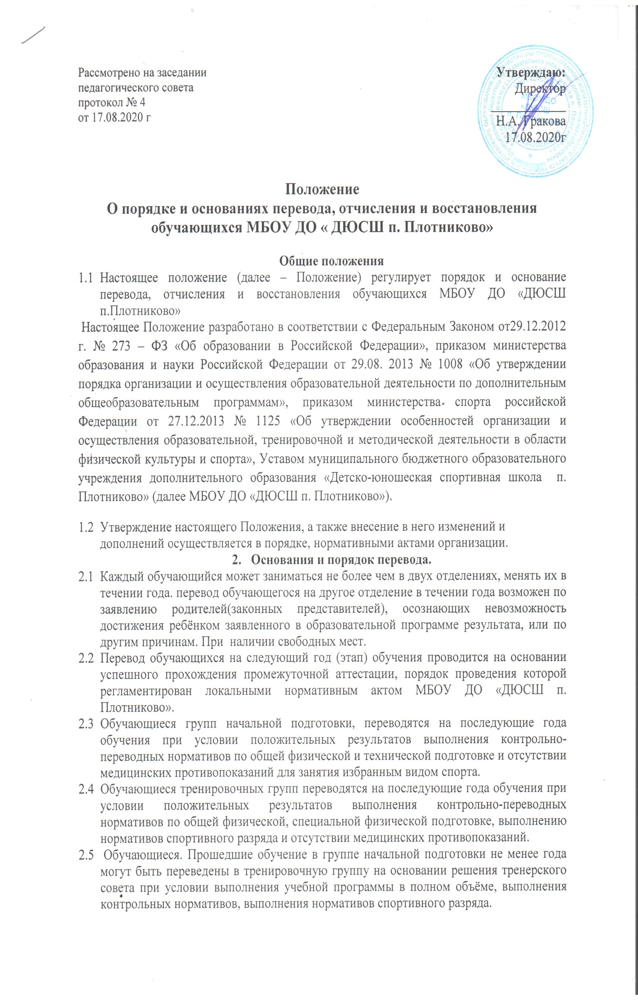 Рассмотрено на заседании
педагогического совета
протокол № 4
от 17.08.2020 г
Утверждаю:
Директор
Н.А. Гракова
17.08.2020г
МБОУ ДО
«ДЮСШ
Положение
О порядке и основаниях перевода, отчисления и восстановления
обучающихся МБОУ ДО « ДЮСШ п. Плотниково»
Общие положения
1.1 Настоящее положение (далее – Положение) регулирует порядок и основание
перевода, отчисления и восстановления обучающихся МБОУ ДО «ДЮСШ
п.Плотниково»
Настоящее Положение разработано в соответствии с Федеральным Законом от29.12.2012
г. № 273 – ФЗ «Об образовании в Российской Федерации», приказом министерства
образования и науки Российской Федерации от 29.08. 2013 № 1008 «Об утверждении
порядка организации и осуществления образовательной деятельности по дополнительным
общеобразовательным программам», приказом министерства спорта российской
Федерации от 27.12.2013 № 1125 «Об утверждении особенностей организации и
осуществления образовательной, тренировочной и методической деятельности в области
физической культуры и спорта», Уставом муниципального бюджетного образовательного
учреждения дополнительного образования «Детско-юношеская спортивная школа п.
Плотниково» (далее МБОУ ДО «ДЮСШ п. Плотниково»).
1.2 Утверждение настоящего Положения, а также внесение в него изменений и
дополнений осуществляется в порядке, нормативными актами организации.
2. Основания и порядок перевода.
2.1 Каждый обучающийся может заниматься не более чем в двух отделениях, менять их в
течении года. перевод обучающегося на другое отделение в течении года возможен по
заявлению родителей(законных представителей), осознающих невозможность
достижения ребёнком заявленного в образовательной программе результата, или по
другим причинам. При наличии свободных мест.
2.2 Перевод обучающихся на следующий год (этап) обучения проводится на основании
успешного прохождения промежуточной аттестации, порядок проведения которой
регламентирован локальными нормативным актом МБОУ ДО «ДЮСШ п.
Плотниково».
2.3 Обучающиеся групп начальной подготовки, переводятся на последующие года
обучения при условии положительных результатов выполнения контрольно-
переводных нормативов по общей физической и технической подготовке и отсутствии
медицинских противопоказаний для занятия избранным видом спорта.
2.4 Обучающиеся тренировочных групп переводятся на последующие года обучения при
условии положительных результатов выполнения контрольно-переводных
нормативов по общей физической, специальной физической подготовке, выполнению
нормативов спортивного разряда и отсутствии медицинских противопоказаний.
2.5 Обучающиеся. Прошедшие обучение в группе начальной подготовки не менее года
могут быть переведены в тренировочную группу на основании решения тренерского
совета при условии выполнения учебной программы в полном объёме, выполнения
контрольных нормативов, выполнения нормативов спортивного разряда.